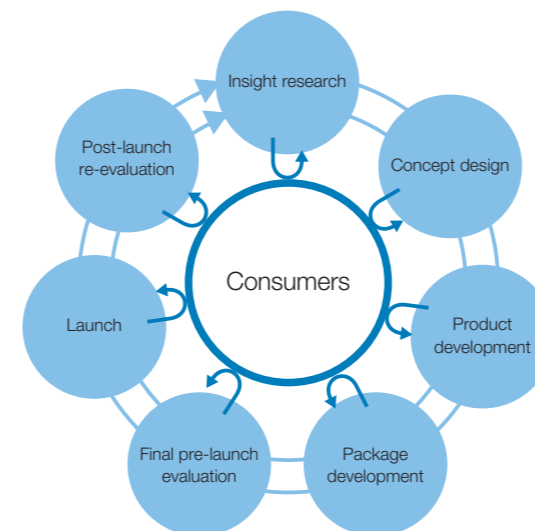 Insight research
Concept design
Product
development
Package
development
Final pre-launch
evaluation
Launch
Post-launch
re-evaluation
Consumers